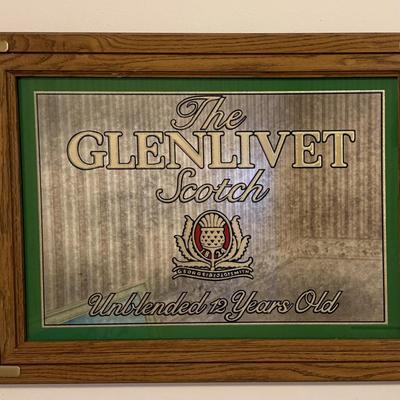 The
GLENLIVET
Scotch
Unblended 12 Years Old